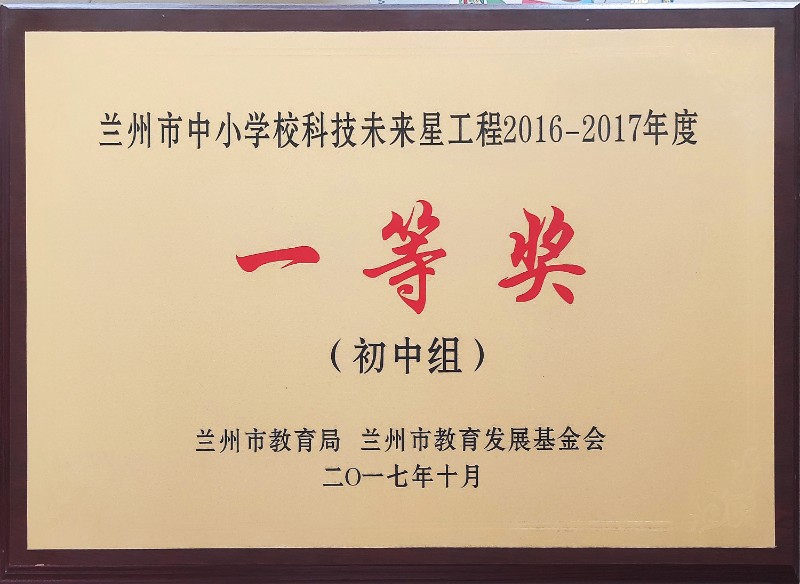 兰州市中小学校科技未来星工程2016-2017年度
一等奖
（初中组）
兰州市教育局 兰州市教育发展基金会
二〇一七年十月